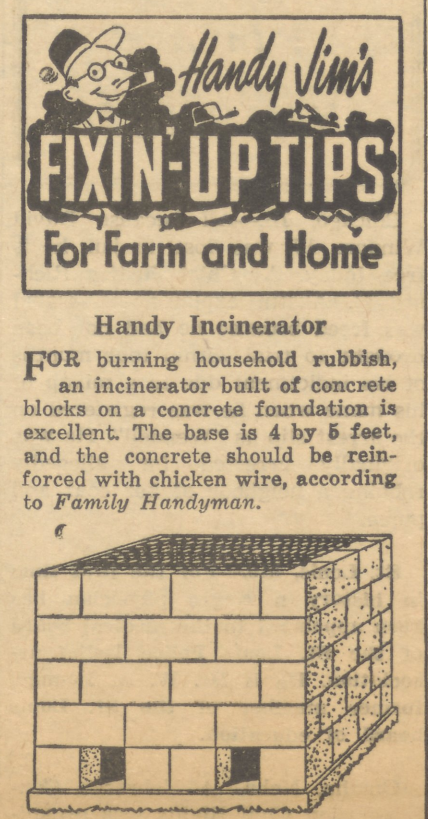 Handy Jim's
FIXIN'-UP TIPS
For Farm and Home
Handy Incinerator
FOR burning household rubbish,
an incinerator built of concrete
blocks on a concrete foundation is
excellent. The base is 4 by 5 feet,
and the concrete should be rein-
forced with chicken wire, according
to Family Handyman.